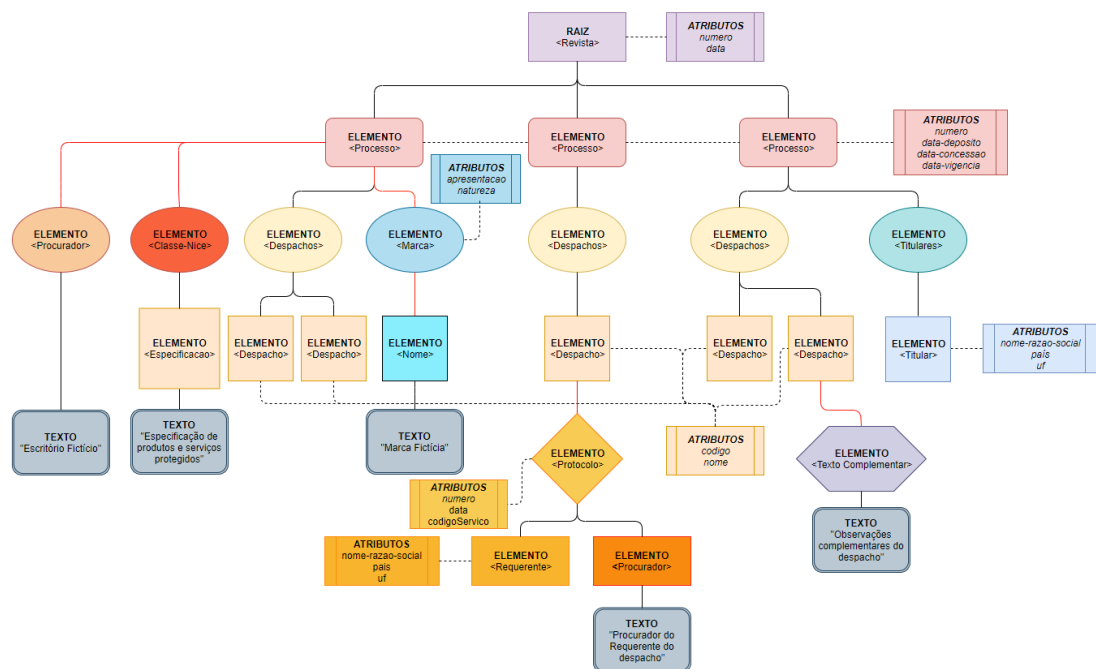 RAIZ
<Revista>
ATRIBUTOS
numero
data
ELEMENTO
<Processo>
ELEMENTO
<Processo>
ELEMENTO
<Processo>
ATRIBUTOS
numero
data-deposito
data-concessao
data-vigencia
ATRIBUTOS
apresentacao
natureza
ELEMENTO
<Procurador>
ELEMENTO
<Classe-Nice>
ELEMENTO
<Despachos>
ELEMENTO
<Marca>
ELEMENTO
<Despachos>
ELEMENTO
<Despachos>
ELEMENTO
<Titulares>
ELEMENTO
<Especificacao>
ELEMENTO
<Despacho>
ELEMENTO
<Despacho>
ELEMENTO
<Nome>
ELEMENTO
<Despacho>
ELEMENTO
<Despacho>
ELEMENTO
<Despacho>
ELEMENTO
<Titular>
ATRIBUTOS
nome-razao-social
país
uf
TEXTO
"Escritório Fictício"
TEXTO
"Especificação de
produtos e serviços
protegidos"
TEXTO
"Marca Fictícia"
ELEMENTO
<Protocolo>
ATRIBUTOS
codigo
nome
ELEMENTO
<Texto Complementar>
ATRIBUTOS
numero
data
codigoServico
TEXTO
"Observações
complementares do
despacho"
ATRIBUTOS
nome-razao-social
pais
uf
ELEMENTO
<Requerente>
ELEMENTO
<Procurador>
TEXTO
"Procurador do
Requerente do
despacho"